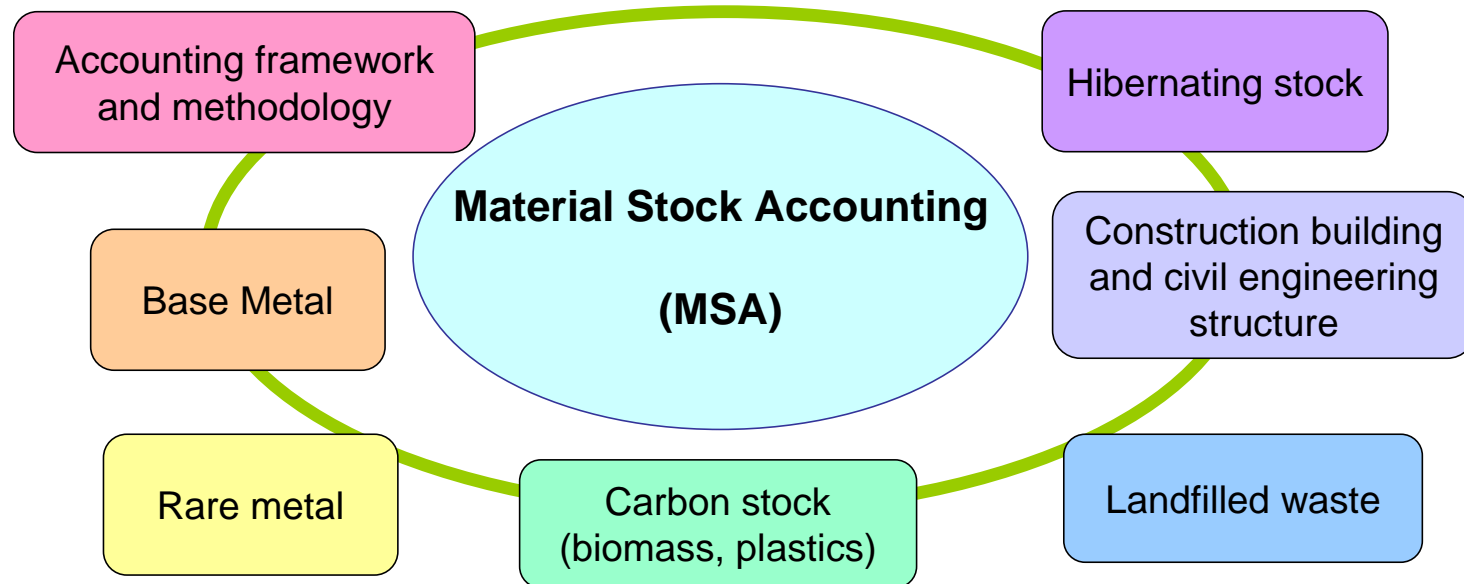 Accounting framework
and methodology
Hibernating stock
Material Stock Accounting
(MSA)
Construction building
and civil engineering
structure
Base Metal
Rare metal
Carbon stock
(biomass, plastics)
Landfilled waste